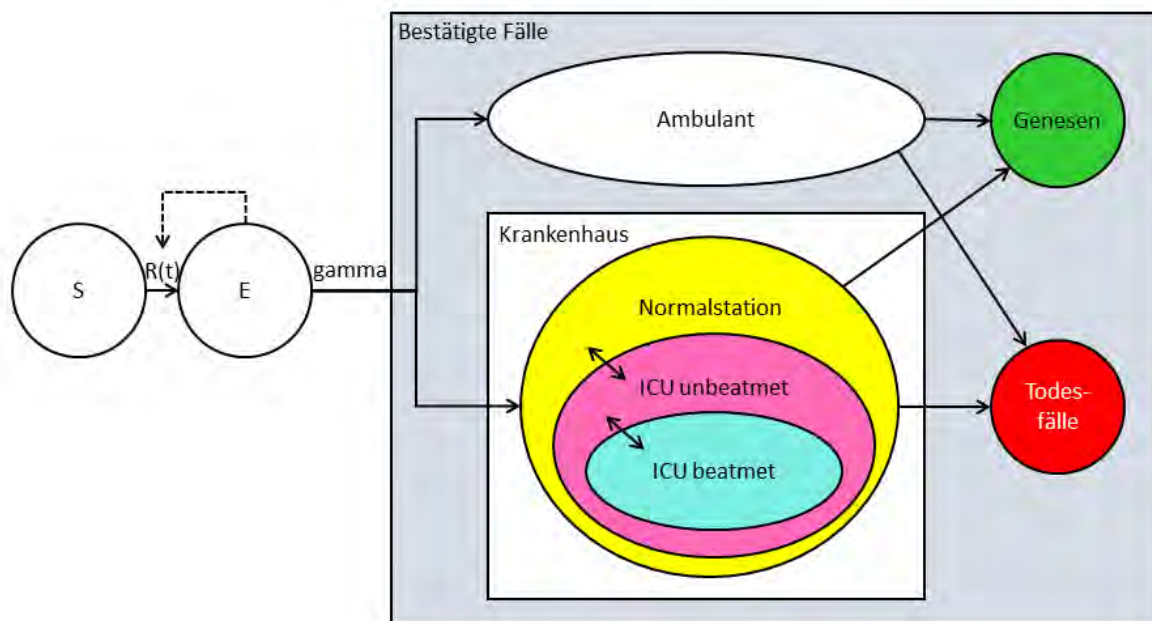 Bestätigte Fälle
Ambulant
Genesen
Krankenhaus
R(t)
gamma
S
E
Normalstation
ICU unbeatmet
Todes-
fälle
ICU beatmet